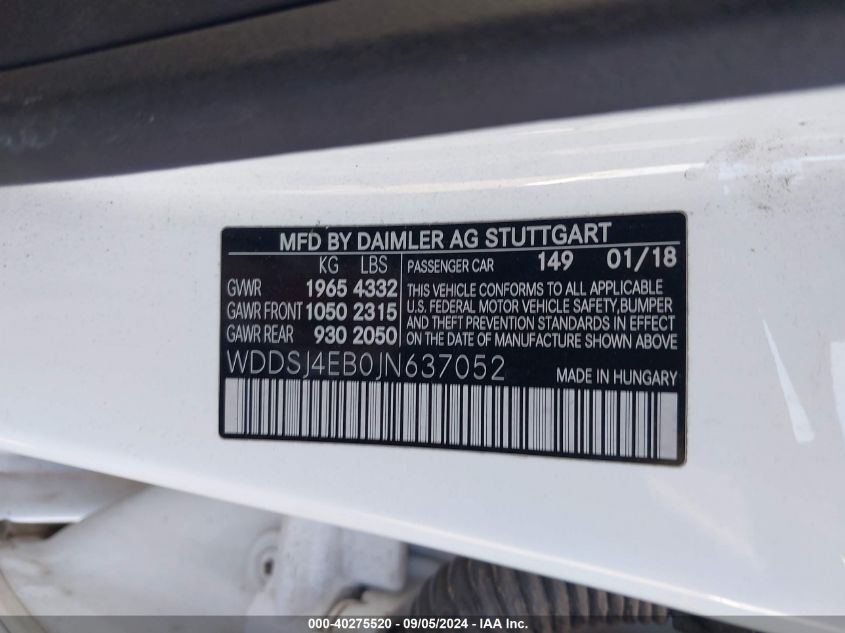 MFD BY DAIMLER AG STUTTGART
KG LBS
GVWR 1965 4332
GAWR FRONT 1050 2315
GAWR REAR 930 2050
PASSENGER CAR 149 01/18
THIS VEHICLE CONFORMS TO ALL APPLICABLE
U.S. FEDERAL MOTOR VEHICLE SAFETY, BUMPER
AND THEFT PREVENTION STANDARDS IN EFFECT
ON THE DATE OF MANUFACTURE SHOWN ABOVE
WDDSJ4EB0JN637052
MADE IN HUNGARY
000-40275520 - 09/05/2024 - IAA Inc.